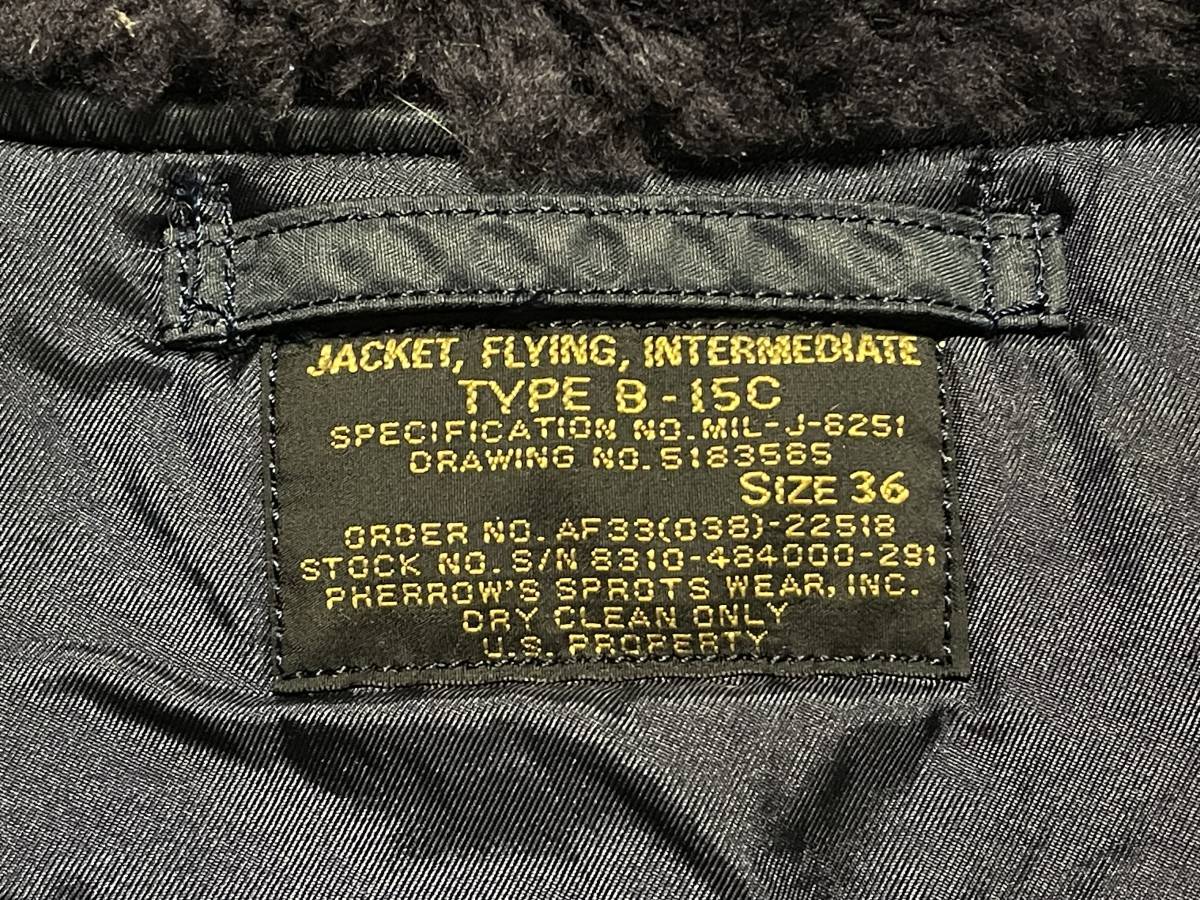 JACKET, FLYING, INTERMEDIATE
TYPE B-15C
SPECIFICATION NO. MIL-J-6251
DRAWING NO. 5183565
SIZE 36
ORDER NO. AF33(038)-22518
STOCK NO. S/N 8310-484000-291
PHERROW'S SPROTS WEAR, INC.
DRY CLEAN ONLY
U.S. PROPERTY